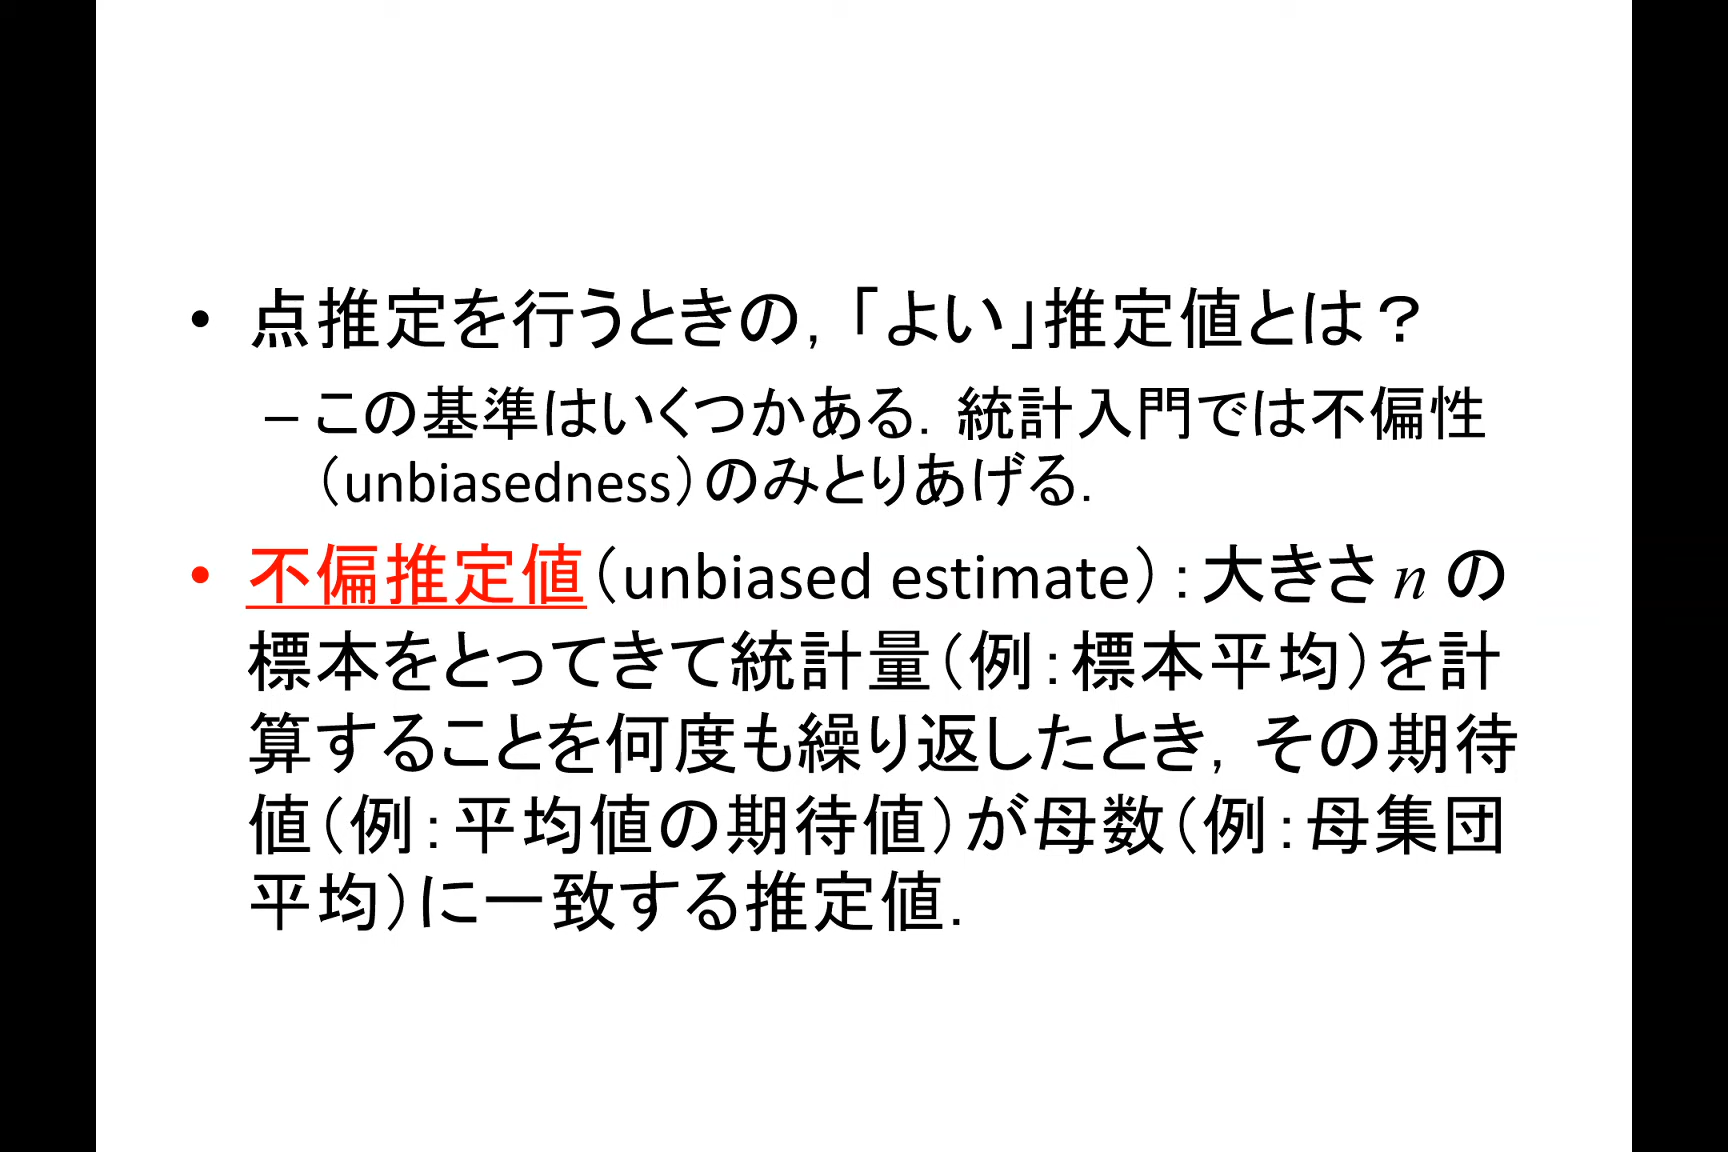 • 点推定を行うときの，「よい」推定値とは？
– この基準はいくつかある．統計入門では不偏性
（unbiasedness）のみとりあげる．
• 不偏推定値（unbiased estimate）：大きさ n の
標本をとってきて統計量（例：標本平均）を計
算することを何度も繰り返したとき，その期待
値（例：平均値の期待値）が母数（例：母集団
平均）に一致する推定値．